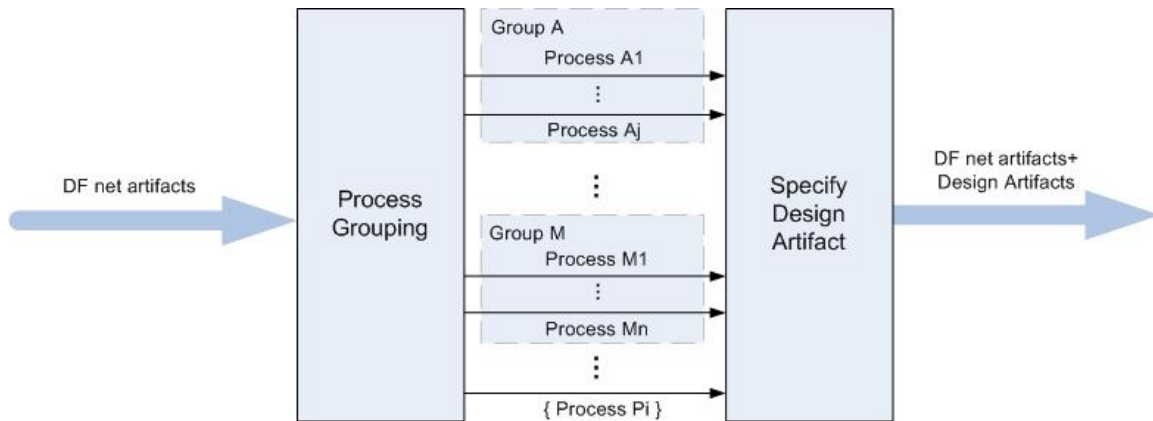 DF net artifacts
Process
Grouping
Group A
Process A1
Process Aj
Group M
Process M1
Process Mn
{ Process Pi }
Specify
Design
Artifact
DF net artifacts+
Design Artifacts